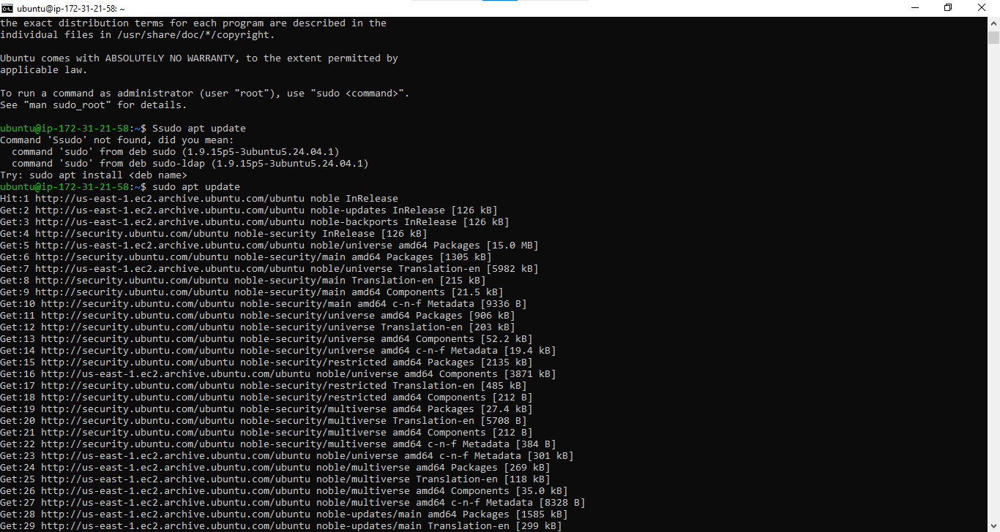 ubuntu@ip-172-31-21-58: ~
the exact distribution terms for each program are described in the
individual files in /usr/share/doc/*/copyright.
Ubuntu comes with ABSOLUTELY NO WARRANTY, to the extent permitted by
applicable law.
To run a command as administrator (user "root"), use "sudo <command>".
See "man sudo_root" for details.
ubuntu@ip-172-31-21-58:~$ Ssudo apt update
Command 'Ssudo' not found, did you mean:
  command 'sudo' from deb sudo (1.9.15p5-3ubuntu5.24.04.1)
  command 'sudo' from deb sudo-ldap (1.9.15p5-3ubuntu5.24.04.1)
Try: sudo apt install <deb name>
ubuntu@ip-172-31-21-58:~$ sudo apt update
Hit:1 http://us-east-1.ec2.archive.ubuntu.com/ubuntu noble InRelease
Get:2 http://us-east-1.ec2.archive.ubuntu.com/ubuntu noble-updates InRelease [126 kB]
Get:3 http://us-east-1.ec2.archive.ubuntu.com/ubuntu noble-backports InRelease [126 kB]
Get:4 http://security.ubuntu.com/ubuntu noble-security InRelease [126 kB]
Get:5 http://us-east-1.ec2.archive.ubuntu.com/ubuntu noble/universe amd64 Packages [15.0 MB]
Get:6 http://security.ubuntu.com/ubuntu noble-security/main amd64 Packages [1305 kB]
Get:7 http://us-east-1.ec2.archive.ubuntu.com/ubuntu noble/universe Translation-en [5982 kB]
Get:8 http://security.ubuntu.com/ubuntu noble-security/main Translation-en [215 kB]
Get:9 http://security.ubuntu.com/ubuntu noble-security/main amd64 Components [21.5 kB]
Get:10 http://security.ubuntu.com/ubuntu noble-security/main amd64 c-n-f Metadata [9336 B]
Get:11 http://security.ubuntu.com/ubuntu noble-security/universe amd64 Packages [906 kB]
Get:12 http://security.ubuntu.com/ubuntu noble-security/universe Translation-en [203 kB]
Get:13 http://security.ubuntu.com/ubuntu noble-security/universe amd64 Components [52.2 kB]
Get:14 http://security.ubuntu.com/ubuntu noble-security/universe amd64 c-n-f Metadata [19.4 kB]
Get:15 http://security.ubuntu.com/ubuntu noble-security/restricted amd64 Packages [2135 kB]
Get:16 http://us-east-1.ec2.archive.ubuntu.com/ubuntu noble/universe amd64 Components [3871 kB]
Get:17 http://security.ubuntu.com/ubuntu noble-security/restricted Translation-en [485 kB]
Get:18 http://security.ubuntu.com/ubuntu noble-security/restricted amd64 Components [212 B]
Get:19 http://security.ubuntu.com/ubuntu noble-security/multiverse amd64 Packages [27.4 kB]
Get:20 http://security.ubuntu.com/ubuntu noble-security/multiverse Translation-en [5708 B]
Get:21 http://security.ubuntu.com/ubuntu noble-security/multiverse amd64 Components [212 B]
Get:22 http://security.ubuntu.com/ubuntu noble-security/multiverse amd64 c-n-f Metadata [384 B]
Get:23 http://us-east-1.ec2.archive.ubuntu.com/ubuntu noble/universe amd64 c-n-f Metadata [301 kB]
Get:24 http://us-east-1.ec2.archive.ubuntu.com/ubuntu noble/multiverse amd64 Packages [269 kB]
Get:25 http://us-east-1.ec2.archive.ubuntu.com/ubuntu noble/multiverse Translation-en [118 kB]
Get:26 http://us-east-1.ec2.archive.ubuntu.com/ubuntu noble/multiverse amd64 Components [35.0 kB]
Get:27 http://us-east-1.ec2.archive.ubuntu.com/ubuntu noble/multiverse amd64 c-n-f Metadata [8328 B]
Get:28 http://us-east-1.ec2.archive.ubuntu.com/ubuntu noble-updates/main amd64 Packages [1585 kB]
Get:29 http://us-east-1.ec2.archive.ubuntu.com/ubuntu noble-updates/main Translation-en [299 kB]